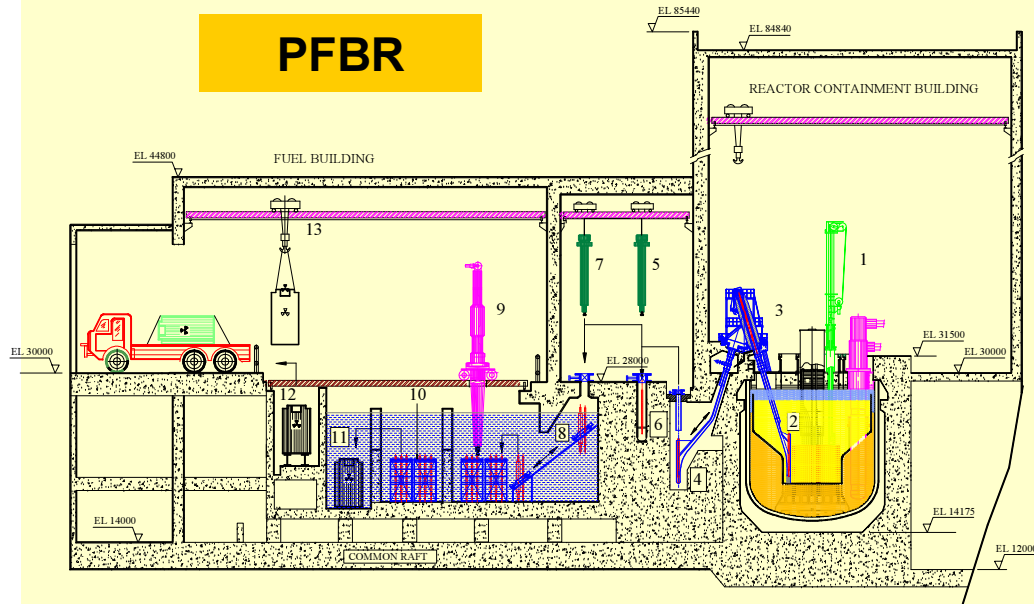 EL 85440
EL 84840
PFBR
REACTOR CONTAINMENT BUILDING
EL 44800
FUEL BUILDING
13
7
5
1
9
3
EL 31500
EL 30000
EL 30000
EL 28000
12
10
11
8
6
2
4
EL 14000
EL 14175
COMMON RAFT
EL 12000